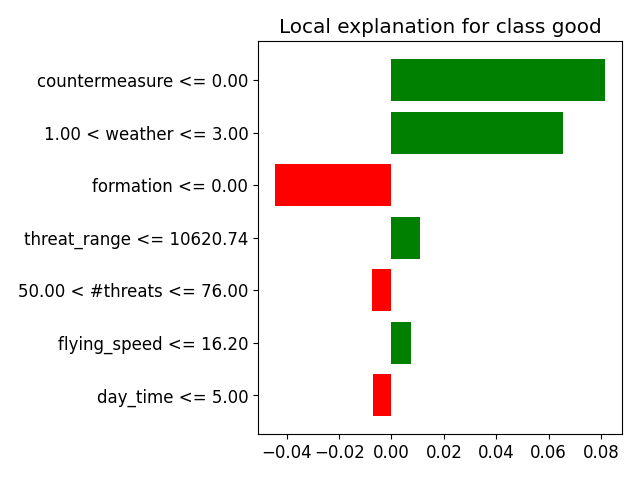 Local explanation for class good
countermeasure <= 0.00
1.00 < weather <= 3.00
formation <= 0.00
threat_range <= 10620.74
50.00 < #threats <= 76.00
flying_speed <= 16.20
day_time <= 5.00
−0.04 −0.02 0.00 0.02 0.04 0.06 0.08